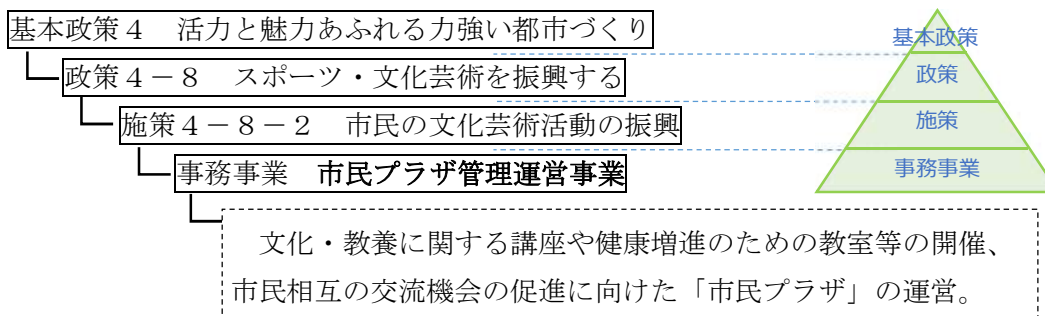 基本政策４　活力と魅力あふれる力強い都市づくり
政策４－８　スポーツ・文化芸術を振興する
施策４－８－２　市民の文化芸術活動の振興
事務事業　市民プラザ管理運営事業
文化・教養に関する講座や健康増進のための教室等の開催、
市民相互の交流機会の促進に向けた「市民プラザ」の運営。
基本政策
政策
施策
事務事業